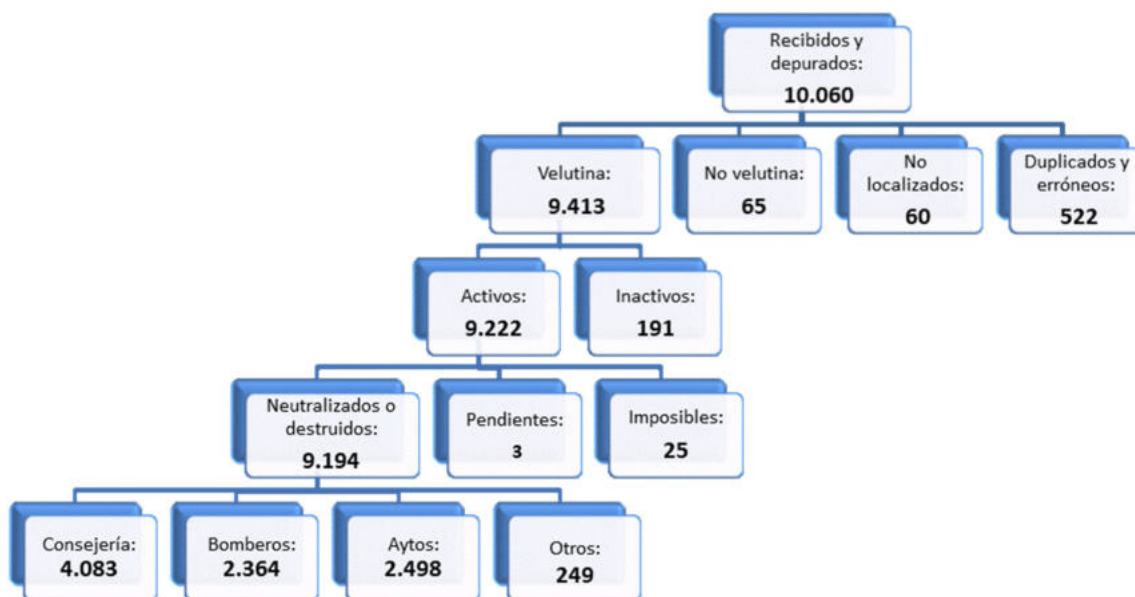 Recibidos y
depurados:
10.060
Velutina:
9.413
No velutina:
65
No
localizados:
60
Duplicados y
erróneos:
522
Activos:
9.222
Inactivos:
191
Neutralizados o
destruidos:
9.194
Pendientes:
3
Imposibles:
25
Consejería:
4.083
Bomberos:
2.364
Aytos:
2.498
Otros:
249